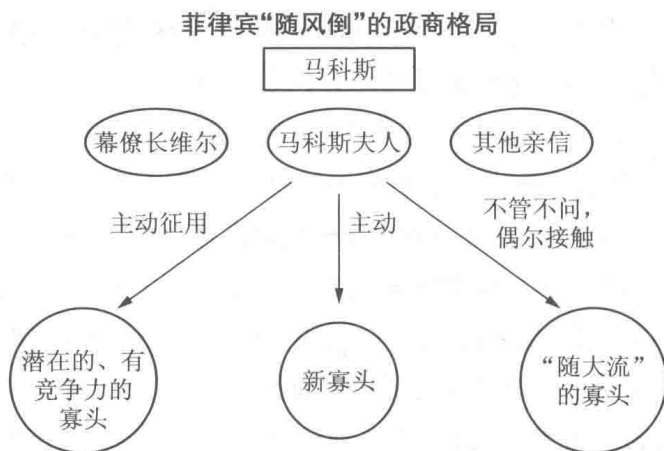 菲律宾“随风倒”的政商格局
马科斯
幕僚长维尔
马科斯夫人
其他亲信
主动征用
主动
不管不问，
偶尔接触
潜在的、有
竞争力的
寡头
新寡头
“随大流”
的寡头